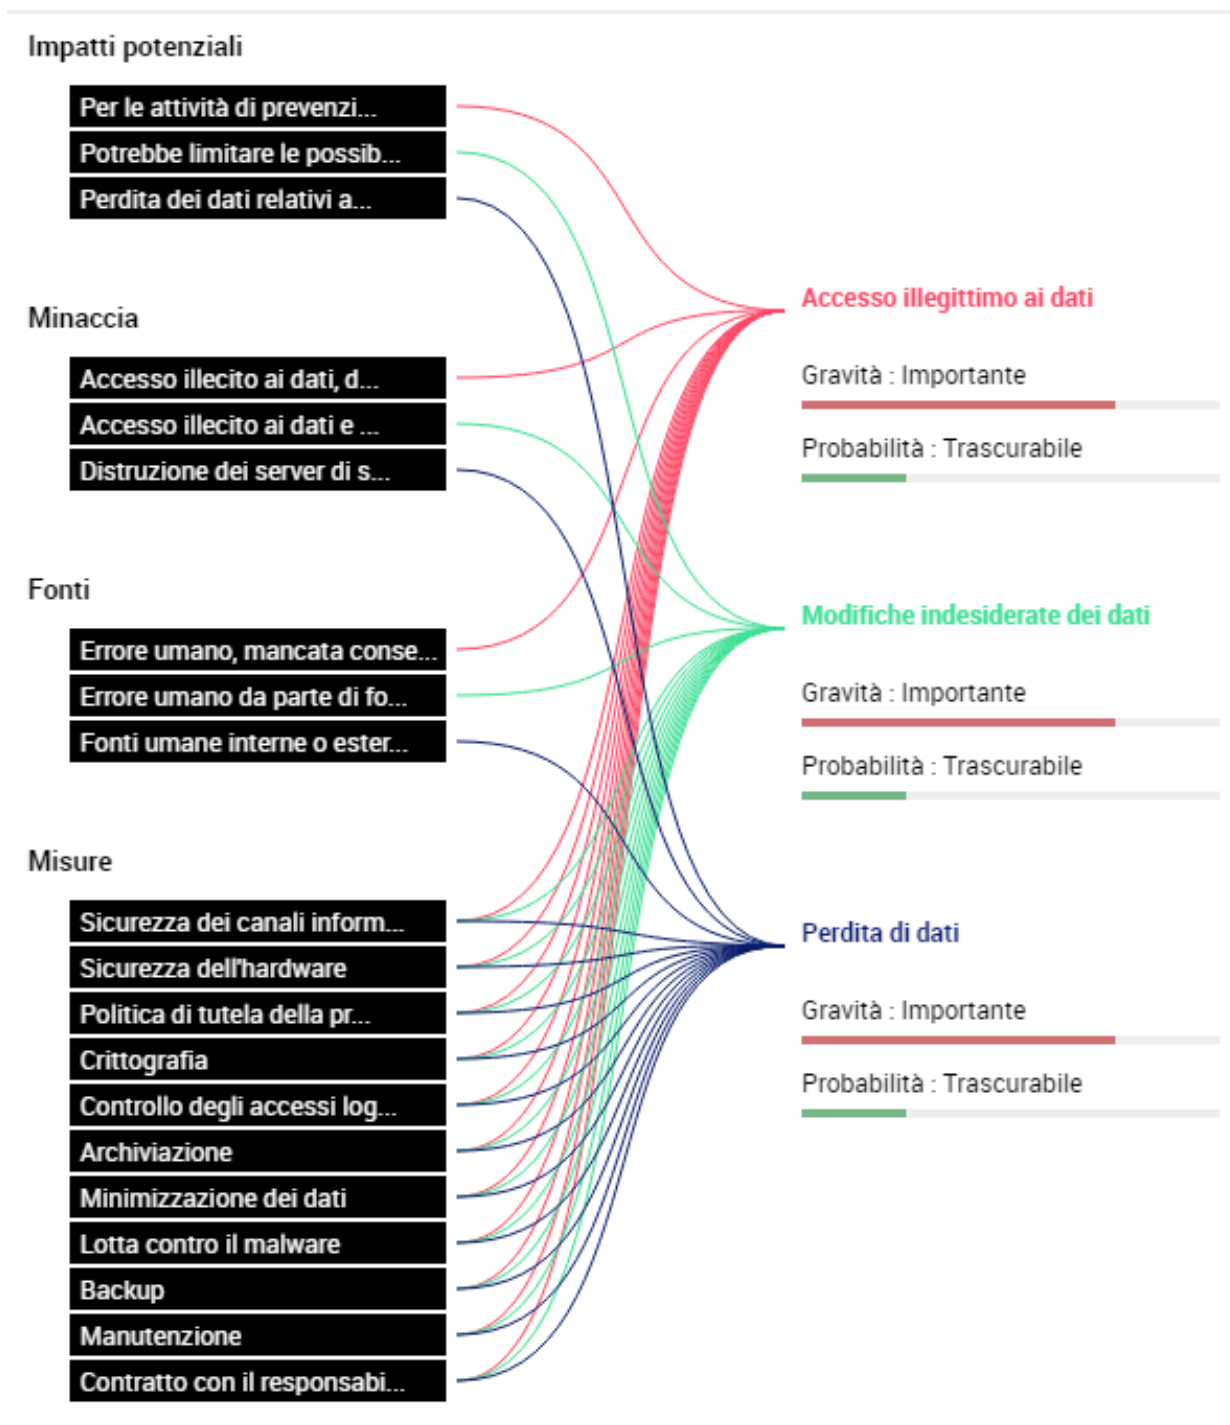 Impatti potenziali
Per le attività di prevenzi...
Potrebbe limitare le possib...
Perdita dei dati relativi a...
Minaccia
Accesso illecito ai dati, d...
Accesso illecito ai dati e ...
Distruzione dei server di s...
Fonti
Errore umano, mancata conse...
Errore umano da parte di fo...
Fonti umane interne o ester...
Misure
Sicurezza dei canali inform...
Sicurezza dell'hardware
Politica di tutela della pr...
Crittografia
Controllo degli accessi log...
Archiviazione
Minimizzazione dei dati
Lotta contro il malware
Backup
Manutenzione
Contratto con il responsabi...
Accesso illegittimo ai dati
Gravità : Importante
Probabilità : Trascurabile
Modifiche indesiderate dei dati
Gravità : Importante
Probabilità : Trascurabile
Perdita di dati
Gravità : Importante
Probabilità : Trascurabile